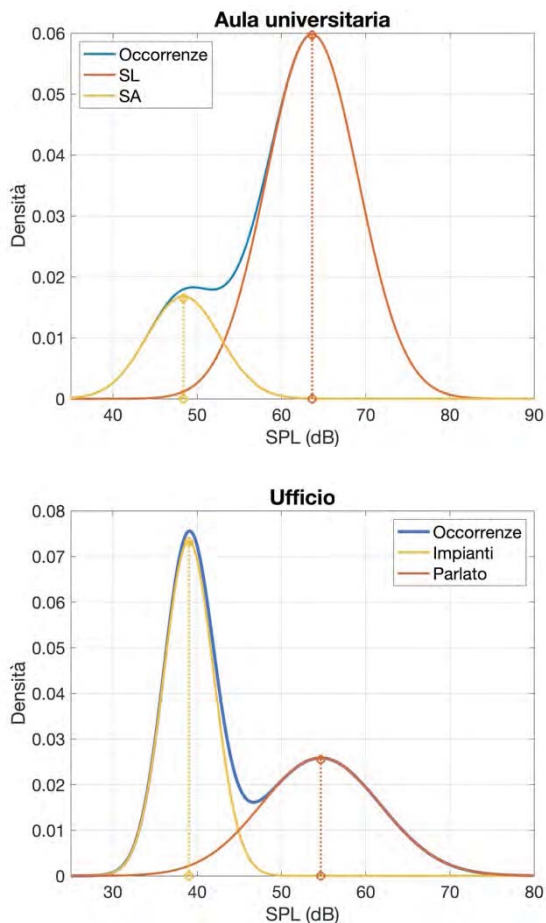 Aula universitaria
0.06
0.05
0.04
0.03
0.02
0.01
0
Occorrenze
SL
SA
Densità
40 50 60 70 80 90
SPL (dB)
Ufficio
0.08
0.07
0.06
0.05
0.04
0.03
0.02
0.01
0
Occorrenze
Impianti
Parlato
Densità
30 40 50 60 70 80
SPL (dB)